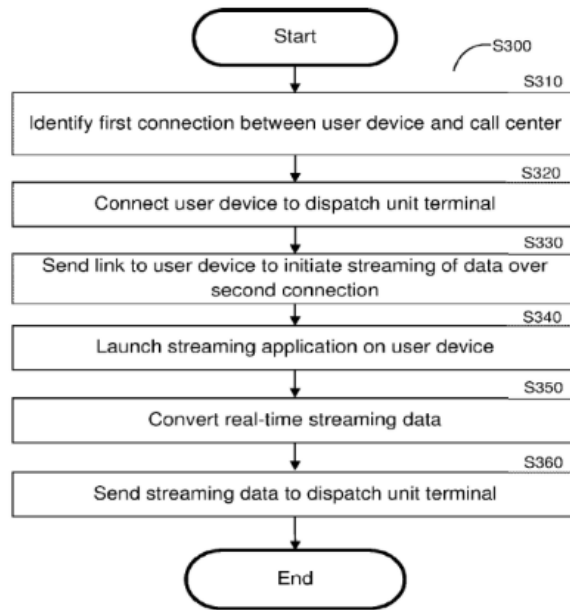 Start
S300
S310
Identify first connection between user device and call center
S320
Connect user device to dispatch unit terminal
S330
Send link to user device to initiate streaming of data over
second connection
S340
Launch streaming application on user device
S350
Convert real-time streaming data
S360
Send streaming data to dispatch unit terminal
End